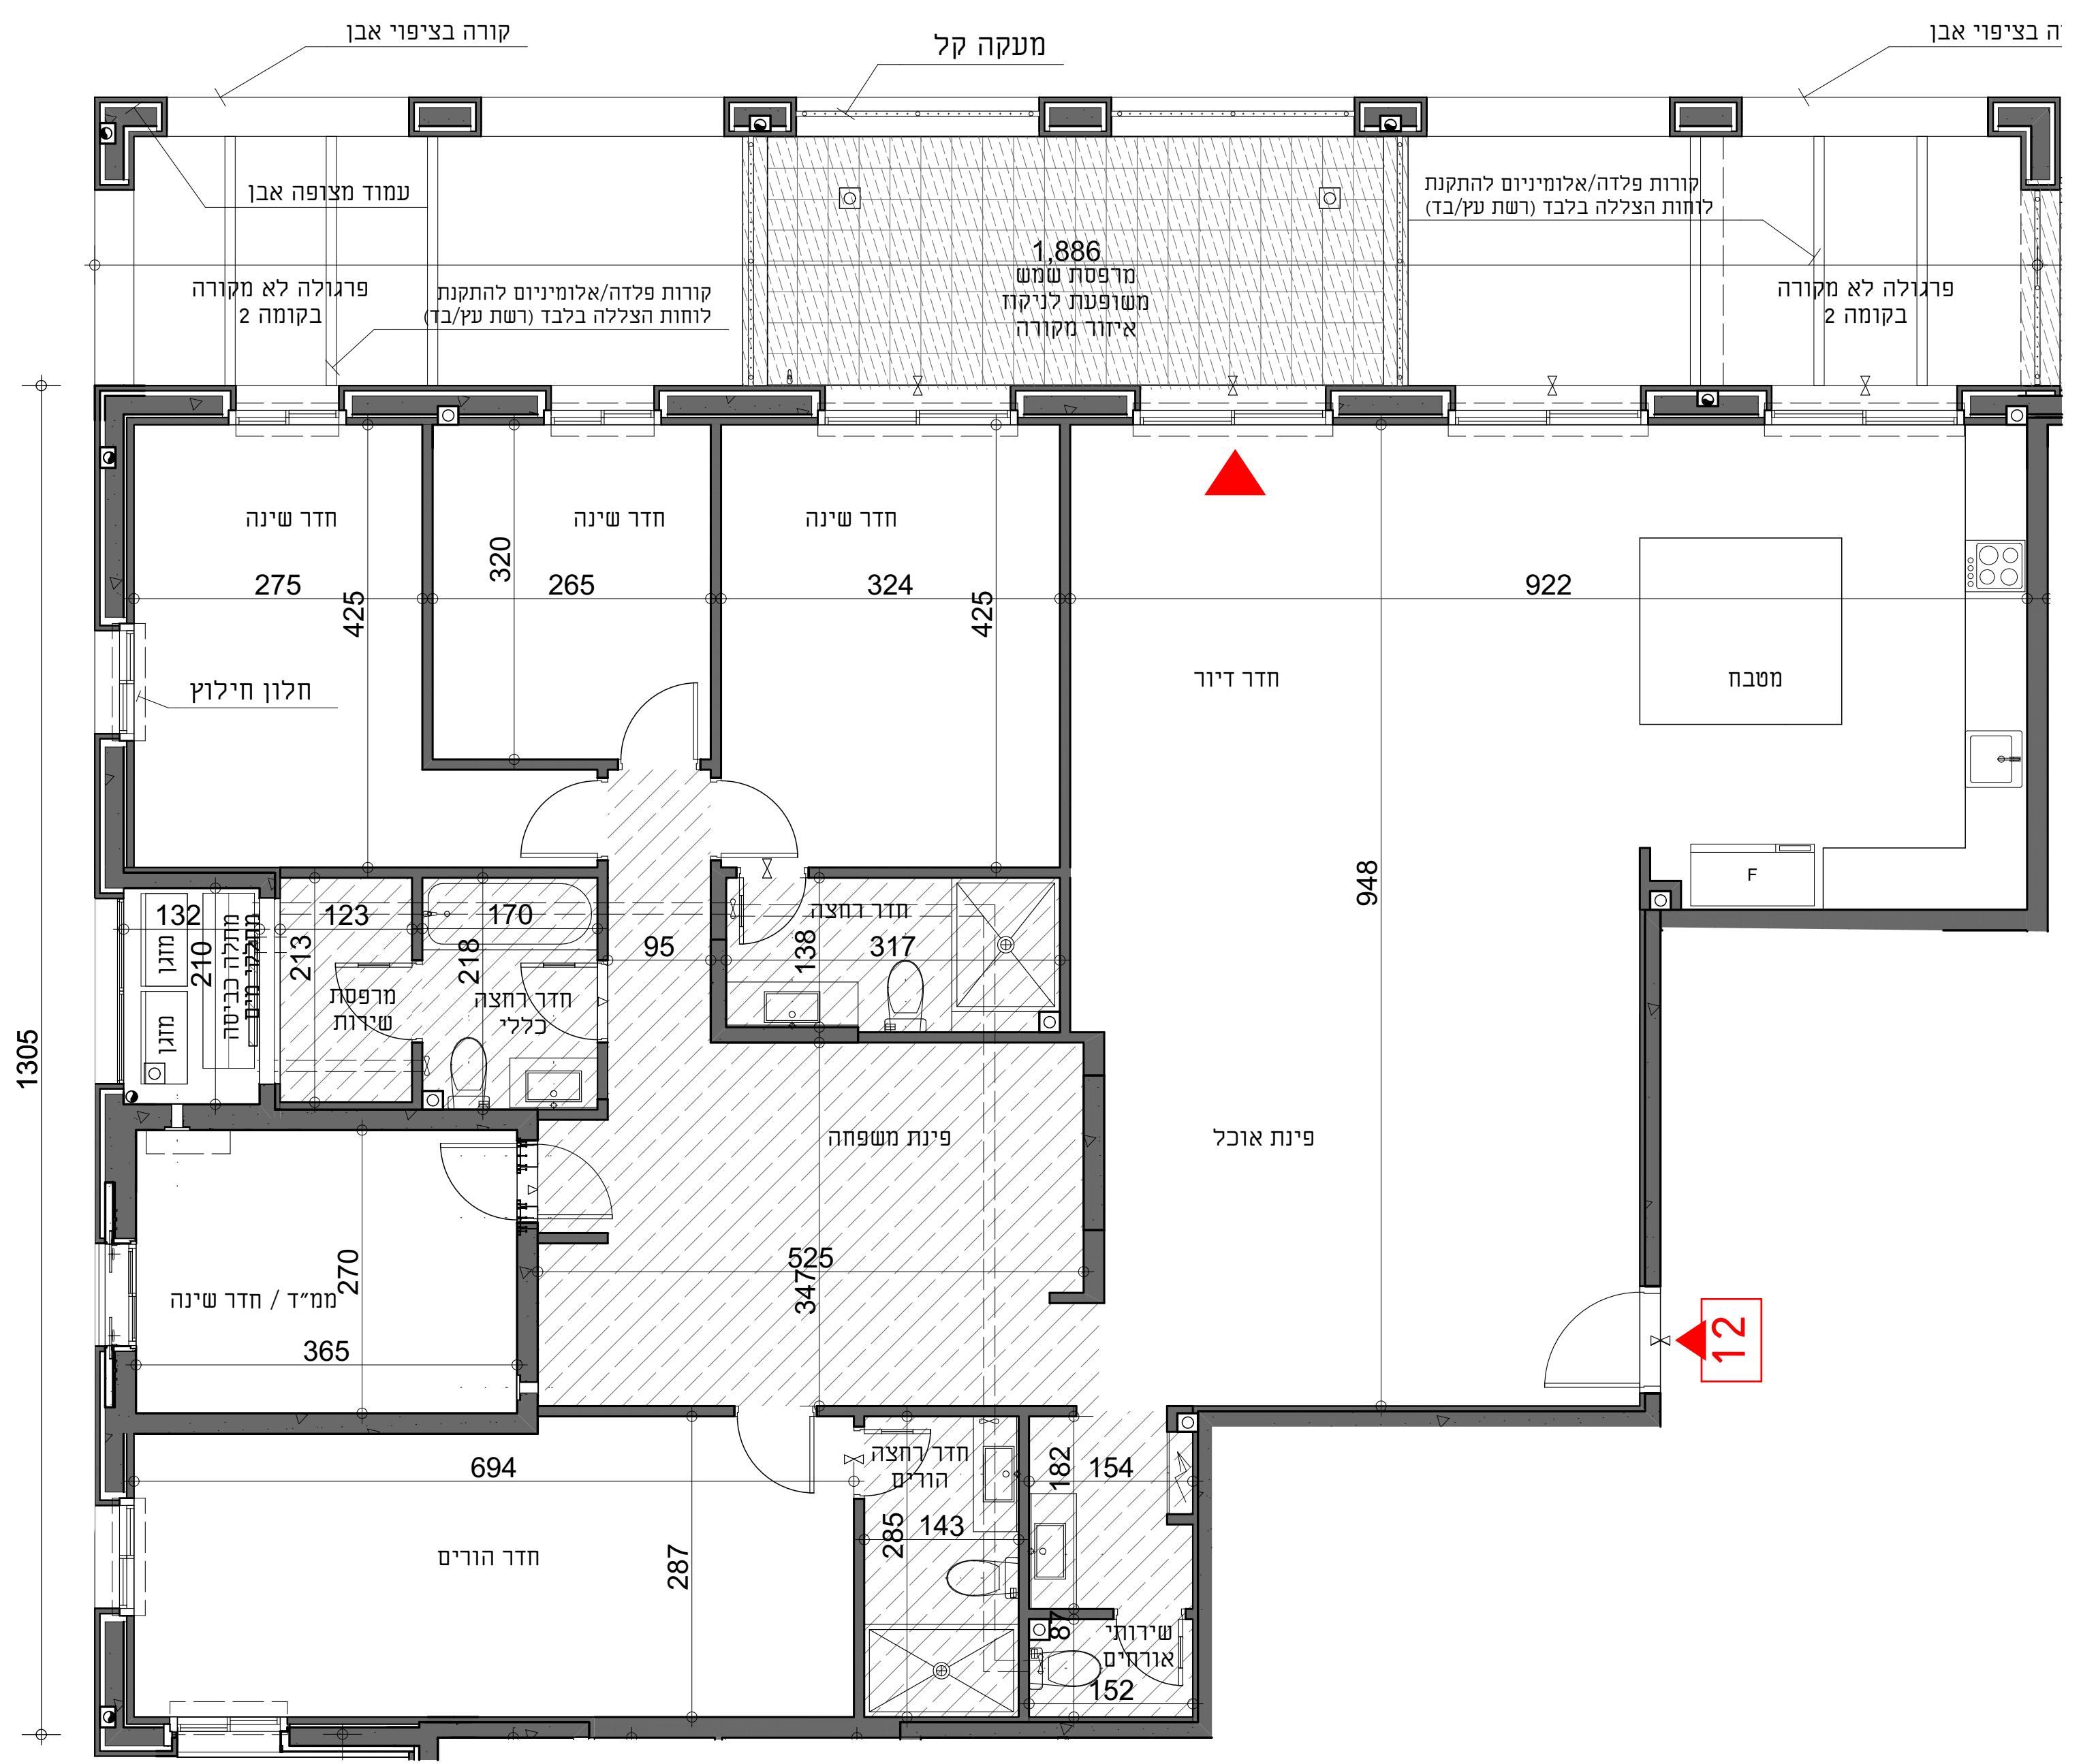 קורה בציפוי אבן
מעקה קל
ה בציפוי אבן
עמוד מצופה אבן
קורות פלדה/אלומיניום להתקנת
לוחות הצללה בלבד (רשת עץ/בד)
1,886
מרפסת שמש
משופעת לניקוז
איזור מקורה
פרגולה לא מקורה
בקומה 2
קורות פלדה/אלומיניום להתקנת
לוחות הצללה בלבד (רשת עץ/בד)
פרגולה לא מקורה
בקומה 2
חדר שינה
חדר שינה
חדר שינה
275
425
320
265
324
425
922
חלון חילוץ
חדר דיור
מטבח
948
F
132
210
מזגן
מזגן
מתלה כביסה
מחלקי מים
213
123
מרפסת
שירות
170
218
חדר רחצה
כללי
95
חדר רחצה
138
317
1305
פינת משפחה
פינת אוכל
525
347
270
ממ״ד / חדר שינה
365
12
694
חדר רחצה
הורים
182
154
285
143
חדר הורים
287
87
שירותי
אורחים
152